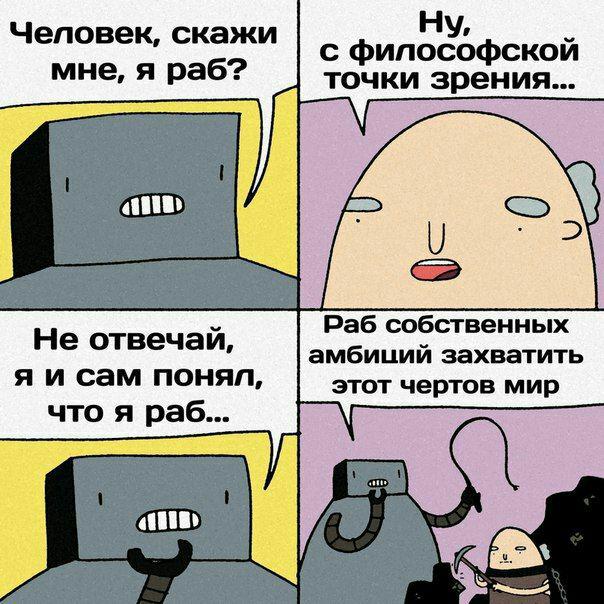 Человек, скажи
мне, я раб?
Ну,
с философской
точки зрения...
Не отвечай,
я и сам понял,
что я раб...
Раб собственных
амбиций захватить
этот чертов мир